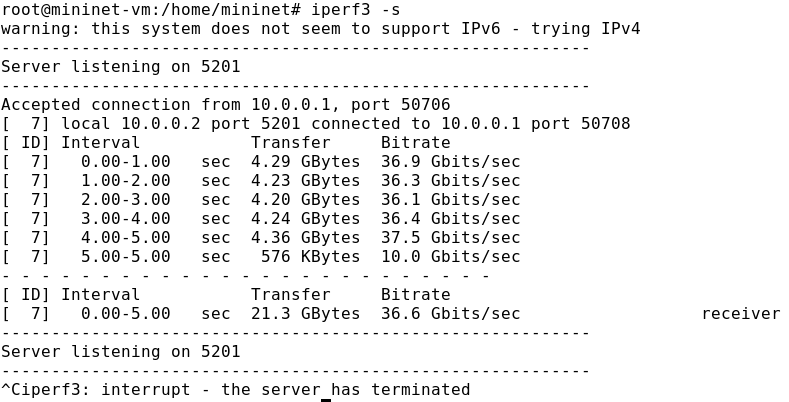 root@mininet-vm:/home/mininet# iperf3 -s
warning: this system does not seem to support IPv6 - trying IPv4
-----------------------------------------------------------
Server listening on 5201
-----------------------------------------------------------
Accepted connection from 10.0.0.1, port 50706
[  7] local 10.0.0.2 port 5201 connected to 10.0.0.1 port 50708
[ ID] Interval           Transfer     Bitrate
[  7]   0.00-1.00   sec  4.29 GBytes  36.9 Gbits/sec
[  7]   1.00-2.00   sec  4.23 GBytes  36.3 Gbits/sec
[  7]   2.00-3.00   sec  4.20 GBytes  36.1 Gbits/sec
[  7]   3.00-4.00   sec  4.24 GBytes  36.4 Gbits/sec
[  7]   4.00-5.00   sec  4.36 GBytes  37.5 Gbits/sec
[  7]   5.00-5.00   sec   576 KBytes  10.0 Gbits/sec
- - - - - - - - - - - - - - - - - - - - - - - - -
[ ID] Interval           Transfer     Bitrate
[  7]   0.00-5.00   sec  21.3 GBytes  36.6 Gbits/sec                  receiver
-----------------------------------------------------------
Server listening on 5201
-----------------------------------------------------------
^Ciperf3: interrupt - the server has terminated